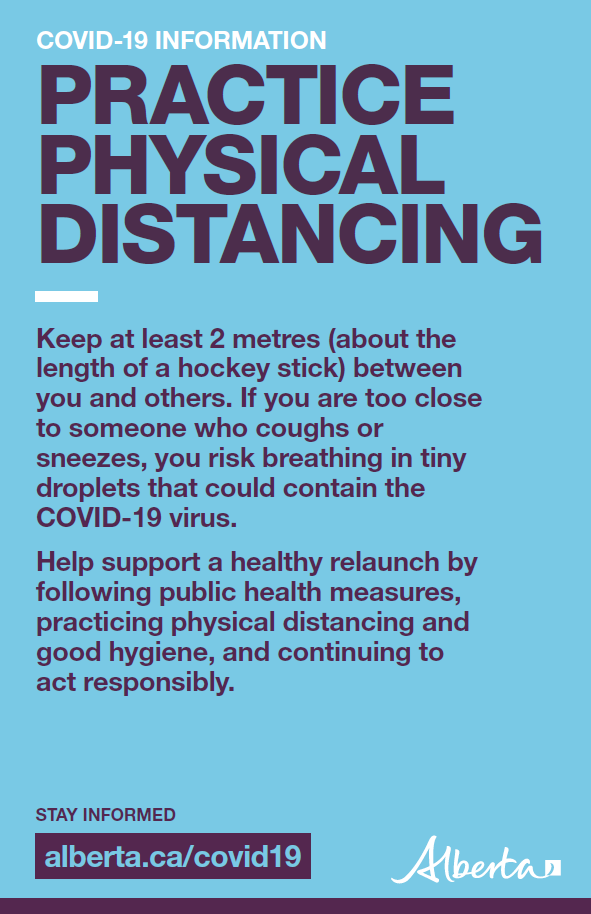 COVID-19 INFORMATION
PRACTICE
PHYSICAL
DISTANCING
Keep at least 2 metres (about the
length of a hockey stick) between
you and others. If you are too close
to someone who coughs or
sneezes, you risk breathing in tiny
droplets that could contain the
COVID-19 virus.
Help support a healthy relaunch by
following public health measures,
practicing physical distancing and
good hygiene, and continuing to
act responsibly.
STAY INFORMED
alberta.ca/covid19
Alberta